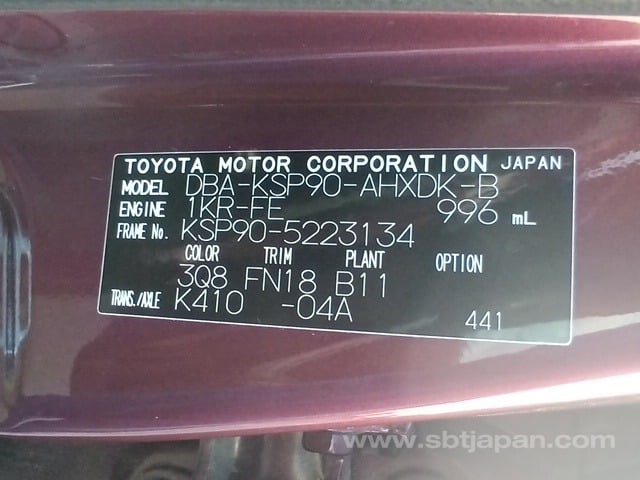 TOYOTA MOTOR CORPORATION JAPAN
MODEL DBA-KSP90-AHXDK-B
ENGINE 1KR-FE 996 mL
FRAME No. KSP90-5223134
COLOR TRIM PLANT OPTION
3Q8 FN18 B11
TRANS./AXLE K410 -04A 441
www.sbtjapan.com